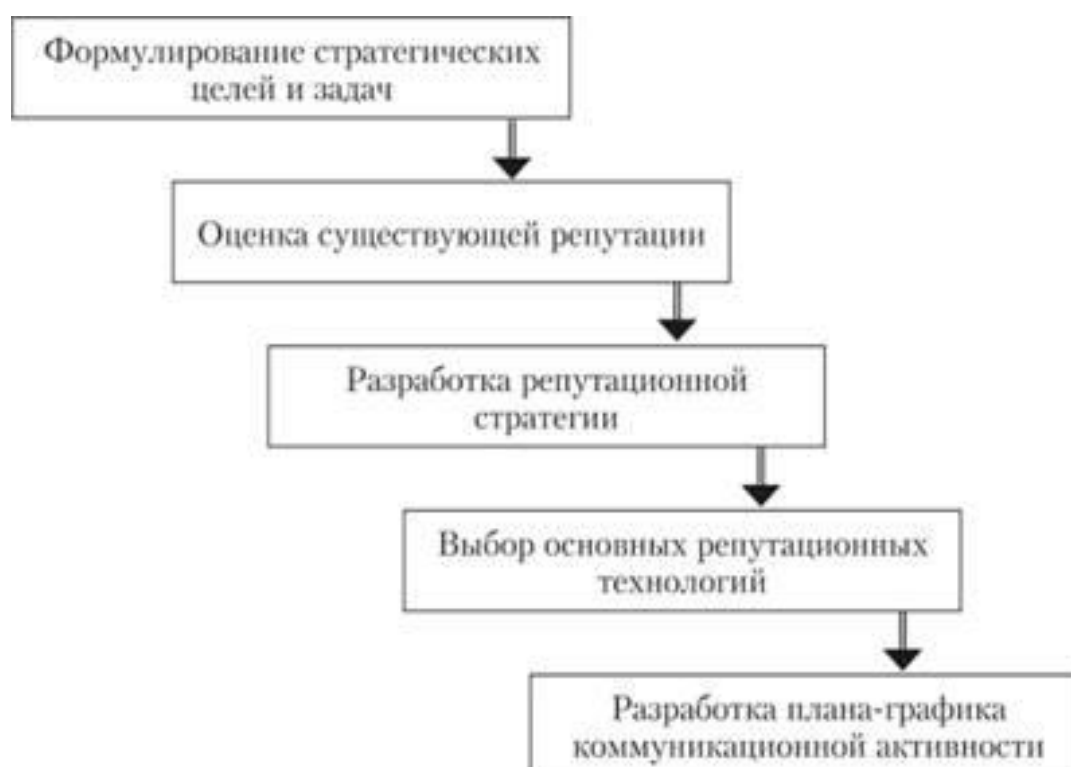 Формулирование стратегических
целей и задач
Оценка существующей репутации
Разработка репутационной
стратегии
Выбор основных репутационных
технологий
Разработка плана-графика
коммуникационной активности